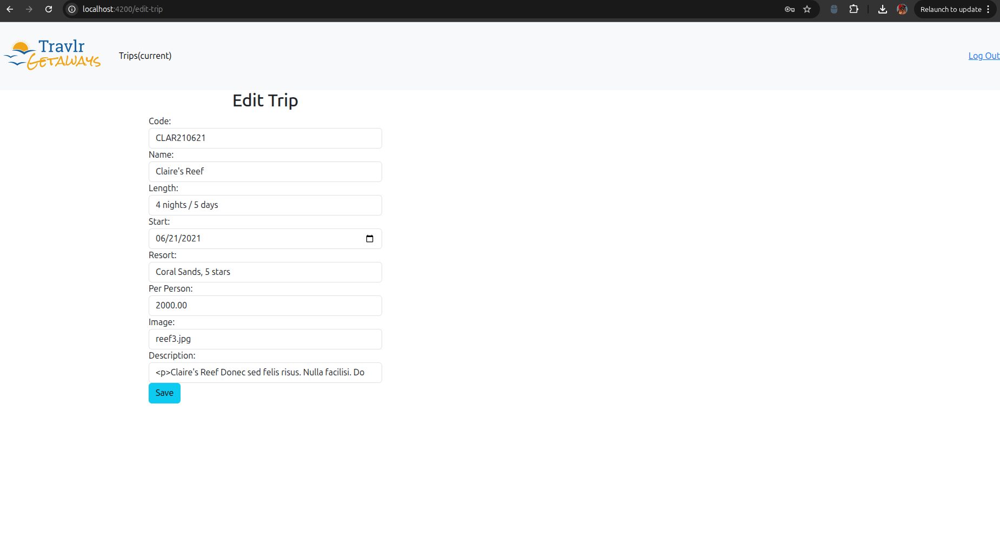 localhost:4200/edit-trip
Relaunch to update
Travlr
Getaways
Trips(current)
Log Out
Edit Trip
Code:
CLAR210621
Name:
Claire's Reef
Length:
4 nights / 5 days
Start:
06/21/2021
Resort:
Coral Sands, 5 stars
Per Person:
2000.00
Image:
reef3.jpg
Description:
<p>Claire's Reef Donec sed felis risus. Nulla facilisi. Do
Save